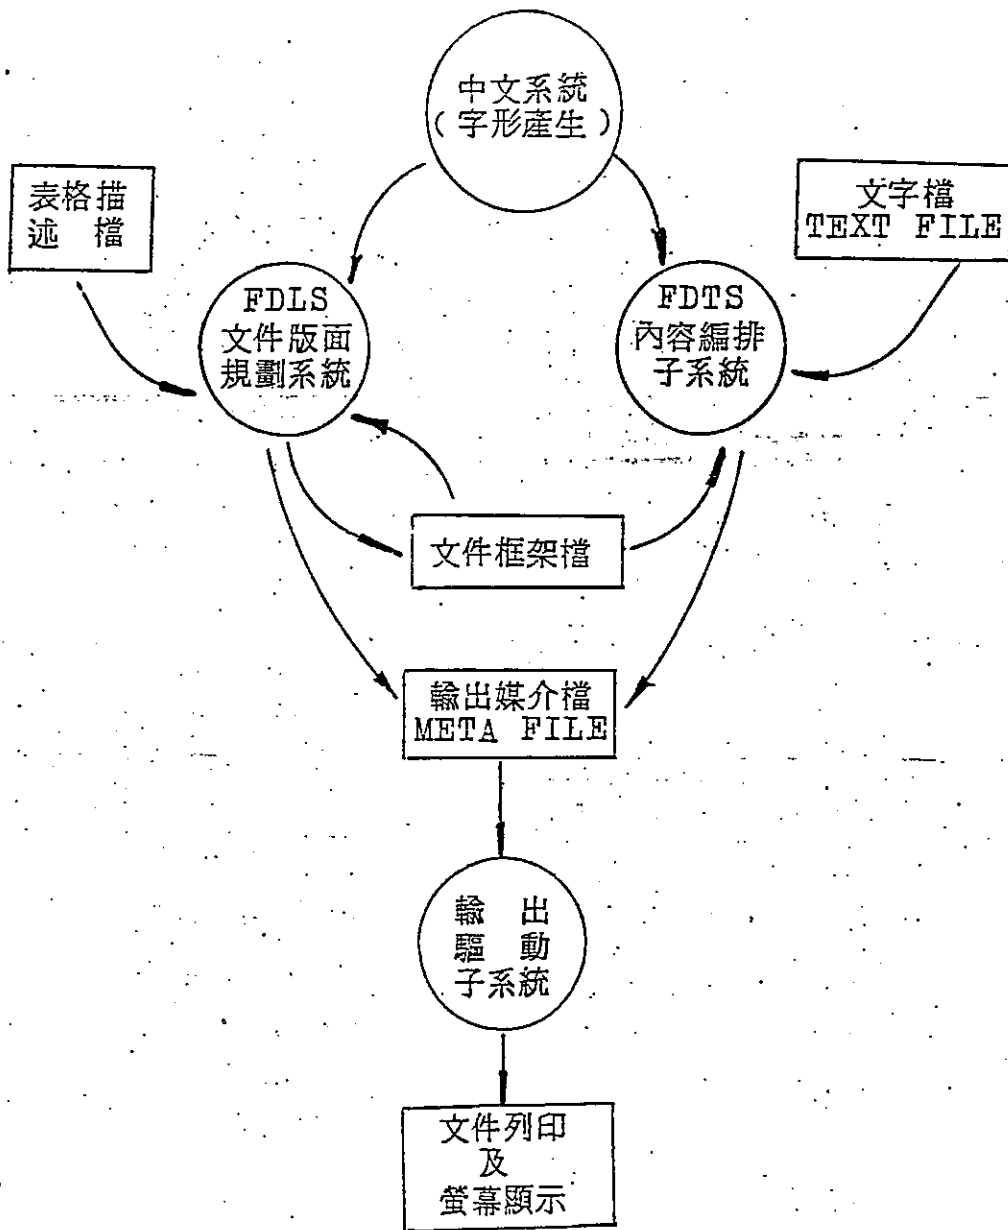 中文系統
（字形產生）
表格描
述檔
文字檔
TEXT FILE
FDLS
文件版面
規劃系統
FDTS
內容編排
子系統
文件框架檔
輸出媒介檔
META FILE
輸出
驅動
子系統
文件列印
及
螢幕顯示